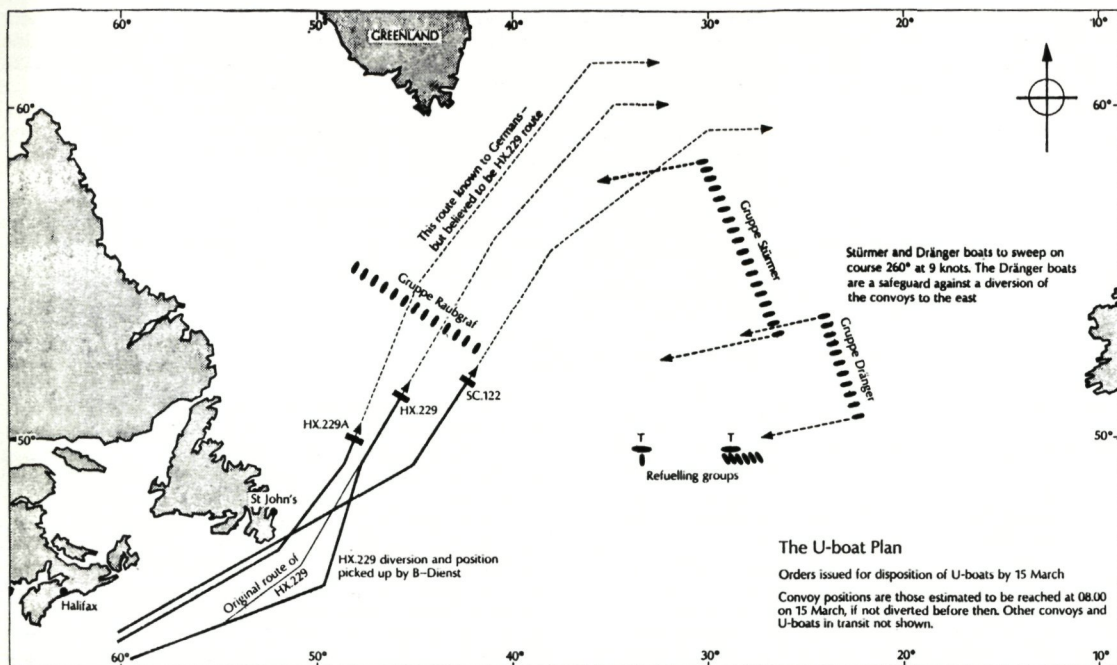 60°
50°
40°
30°
20°
10°
GREENLAND
60°
60°
This route known to Germans –
but believed to be HX.229 route
Gruppe Raubgraf
Gruppe Stürmer
Stürmer and Dränger boats to sweep on
course 260° at 9 knots. The Dränger boats
are a safeguard against a diversion of
the convoys to the east
Gruppe Dränger
HX.229A
HX.229
SC.122
50°
50°
T
T
Refuelling groups
St John's
Original route of
HX.229
HX.229 diversion and position
picked up by B–Dienst
Halifax
The U-boat Plan
Orders issued for disposition of U-boats by 15 March
Convoy positions are those estimated to be reached at 08.00
on 15 March, if not diverted before then. Other convoys and
U-boats in transit not shown.
60°
50°
40°
30°
20°
10°